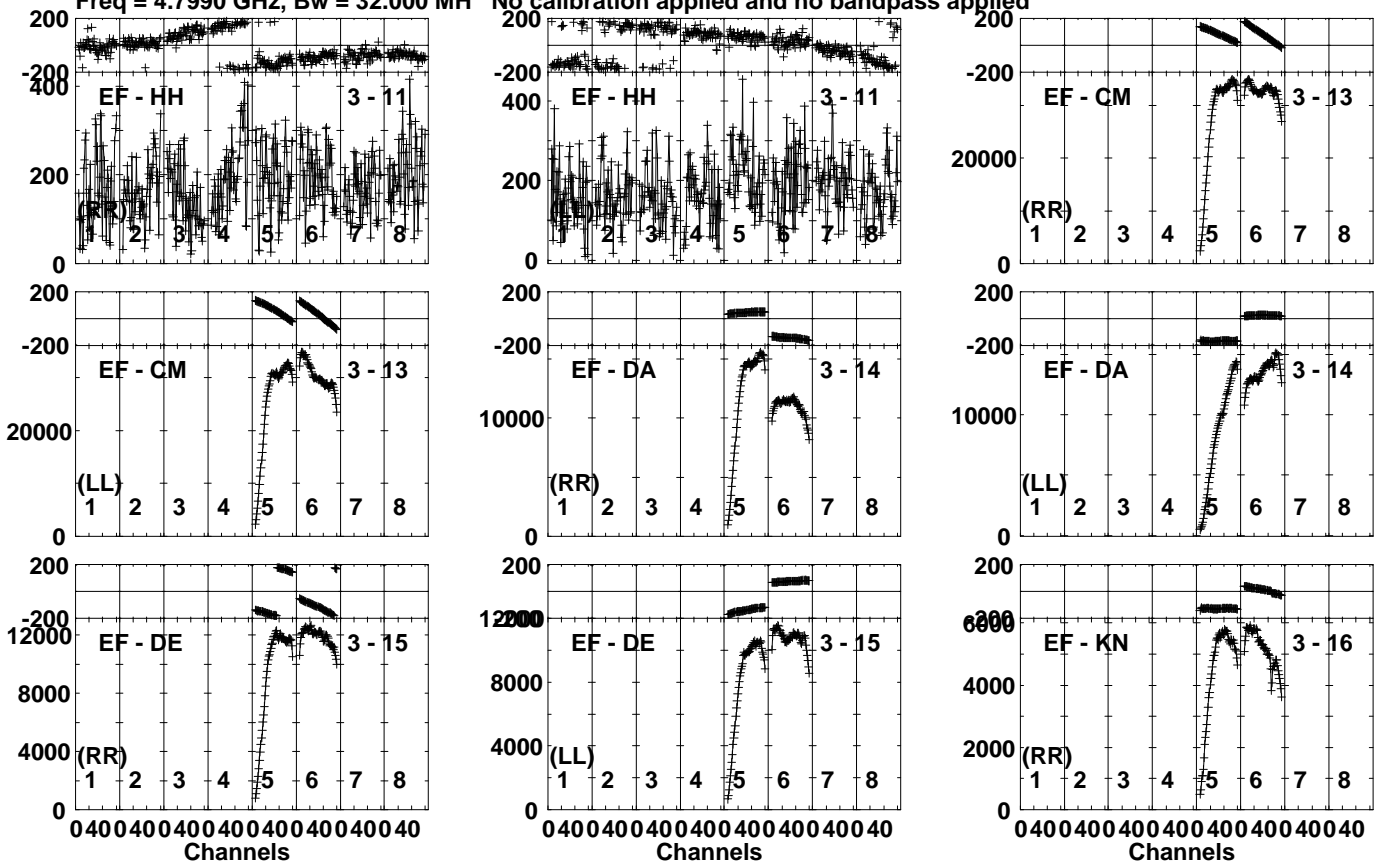 Freq = 4.7990 GHz, Bw = 32.000 MH No calibration applied and no bandpass applied
200
-200
EF - HH 3 - 11
400
200
0
(RR)
1 2 3 4 5 6 7 8
200
-200
EF - HH 3 - 11
400
200
0
(LL)
1 2 3 4 5 6 7 8
200
-200
EF - CM 3 - 13
20000
0
(RR)
1 2 3 4 5 6 7 8
200
-200
EF - CM 3 - 13
20000
0
(LL)
1 2 3 4 5 6 7 8
200
-200
EF - DA 3 - 14
10000
0
(RR)
1 2 3 4 5 6 7 8
200
-200
EF - DA 3 - 14
10000
0
(LL)
1 2 3 4 5 6 7 8
200
-200
EF - DE 3 - 15
12000
8000
4000
0
(RR)
1 2 3 4 5 6 7 8
0 40 0 40 0 40 0 40 0 40 0 40 0 40 0 40
Channels
200
-200
12000
EF - DE 3 - 15
8000
4000
0
(LL)
1 2 3 4 5 6 7 8
0 40 0 40 0 40 0 40 0 40 0 40 0 40 0 40
Channels
200
-200
6000
EF - KN 3 - 16
4000
2000
0
(RR)
1 2 3 4 5 6 7 8
0 40 0 40 0 40 0 40 0 40 0 40 0 40 0 40
Channels